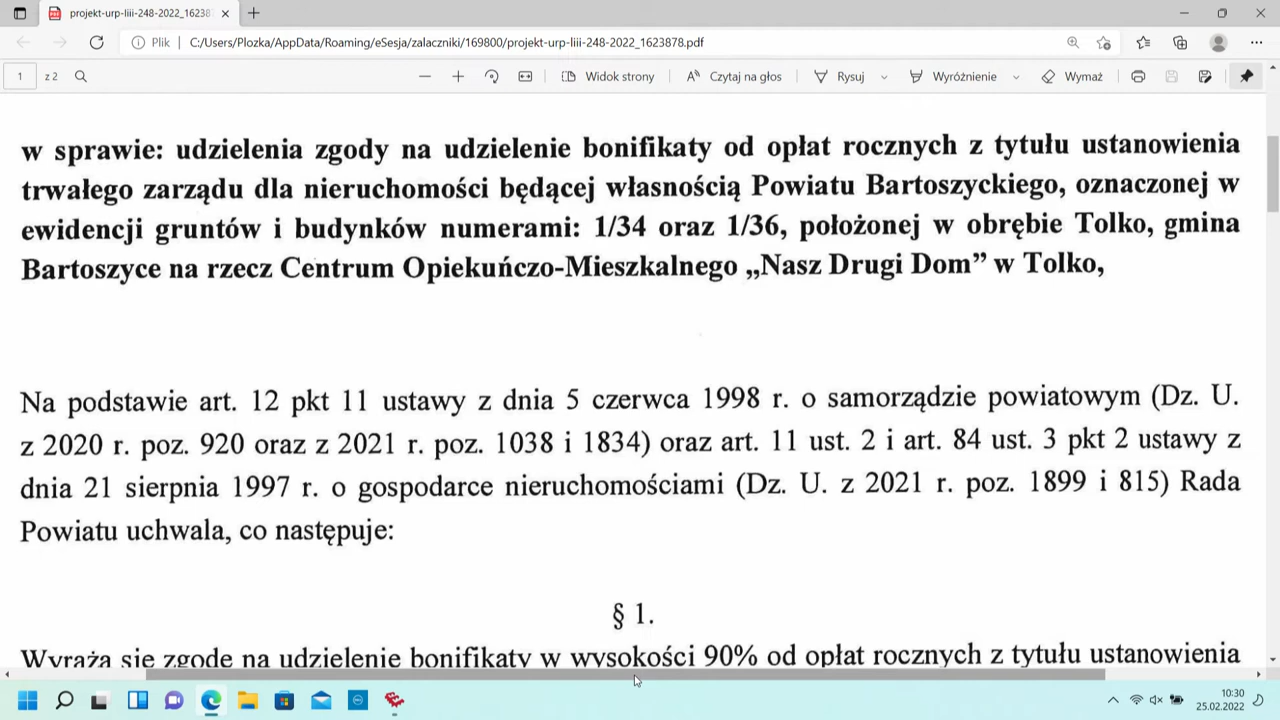 projekt-urp-liii-248-2022_16238
Plik
C:/Users/Plozka/AppData/Roaming/eSesja/zalaczniki/169800/projekt-urp-liii-248-2022_1623878.pdf
1 z 2 Widok strony Czytaj na głos Rysuj Wyróżnienie Wymaż
w sprawie: udzielenia zgody na udzielenie bonifikaty od opłat rocznych z tytułu ustanowienia
trwałego zarządu dla nieruchomości będącej własnością Powiatu Bartoszyckiego, oznaczonej w
ewidencji gruntów i budynków numerami: 1/34 oraz 1/36, położonej w obrębie Tolko, gmina
Bartoszyce na rzecz Centrum Opiekuńczo-Mieszkalnego „Nasz Drugi Dom” w Tolko,
Na podstawie art. 12 pkt 11 ustawy z dnia 5 czerwca 1998 r. o samorządzie powiatowym (Dz. U.
z 2020 r. poz. 920 oraz z 2021 r. poz. 1038 i 1834) oraz art. 11 ust. 2 i art. 84 ust. 3 pkt 2 ustawy z
dnia 21 sierpnia 1997 r. o gospodarce nieruchomościami (Dz. U. z 2021 r. poz. 1899 i 815) Rada
Powiatu uchwala, co następuje:
§ 1.
Wyraża się zgodę na udzielenie bonifikaty w wysokości 90% od opłat rocznych z tytułu ustanowienia
10:30
25.02.2022